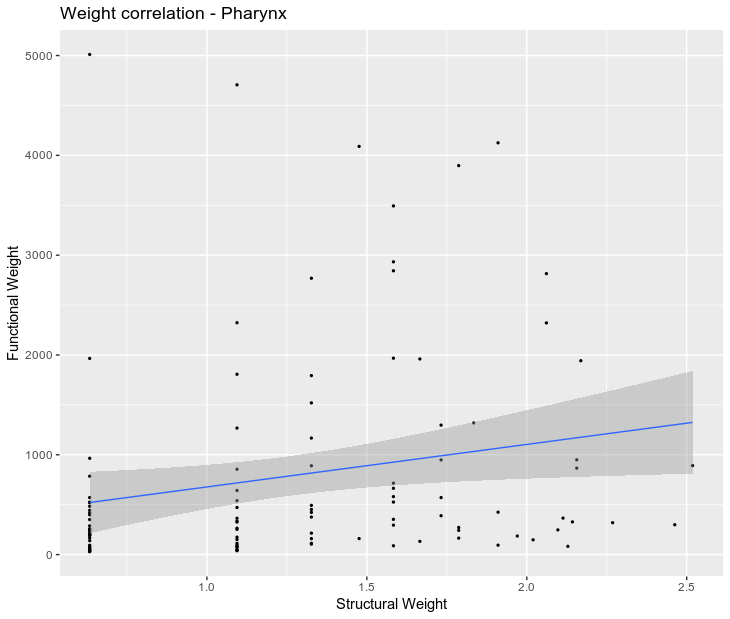 Weight correlation - Pharynx
5000
4000
3000
2000
1000
0
Functional Weight
1.0 1.5 2.0 2.5
Structural Weight